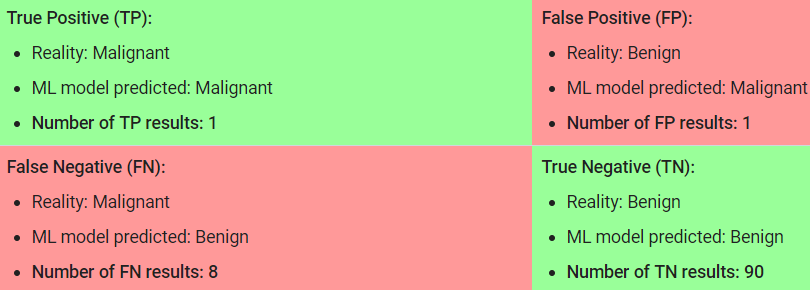 True Positive (TP):
• Reality: Malignant
• ML model predicted: Malignant
• Number of TP results: 1
False Positive (FP):
• Reality: Benign
• ML model predicted: Malignant
• Number of FP results: 1
False Negative (FN):
• Reality: Malignant
• ML model predicted: Benign
• Number of FN results: 8
True Negative (TN):
• Reality: Benign
• ML model predicted: Benign
• Number of TN results: 90